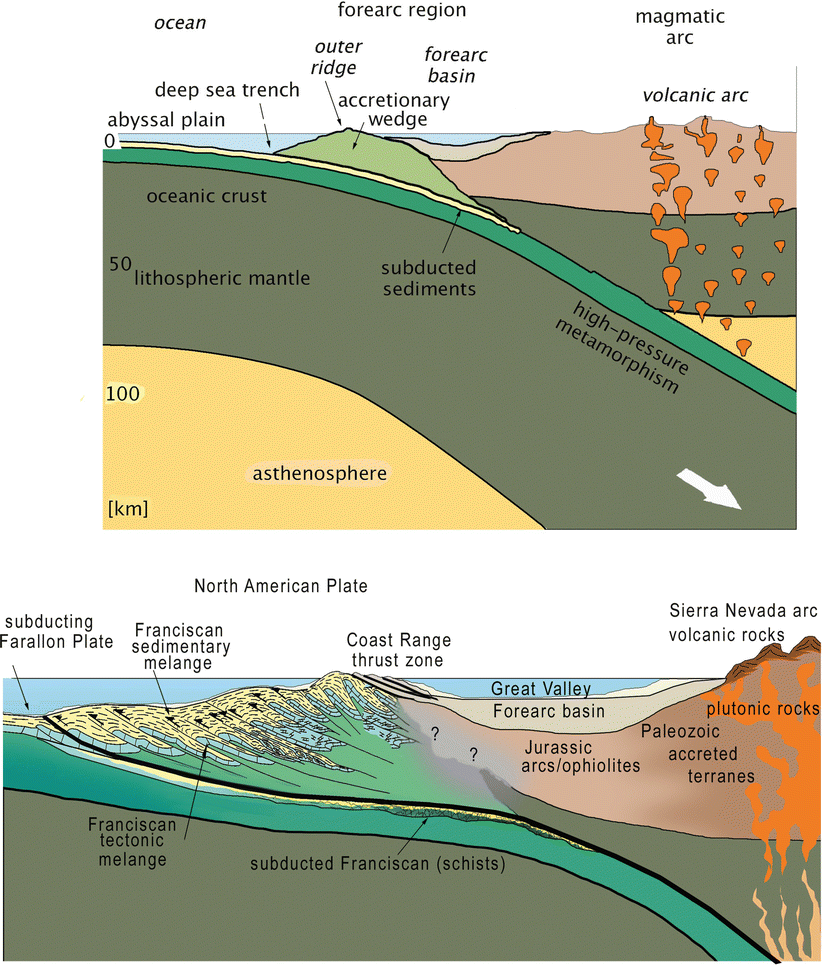 forearc region
magmatic
arc
ocean
outer
ridge
forearc
basin
deep sea trench
accretionary
wedge
volcanic arc
abyssal plain
0
oceanic crust
50
lithospheric mantle
subducted
sediments
high-pressure
metamorphism
100
asthenosphere
[km]
North American Plate
subducting
Farallon Plate
Franciscan
sedimentary
melange
Coast Range
thrust zone
Sierra Nevada arc
volcanic rocks
Great Valley
Forearc basin
plutonic rocks
?
?
Jurassic
arcs/ophiolites
Paleozoic
accreted
terranes
Franciscan
tectonic
melange
subducted Franciscan (schists)